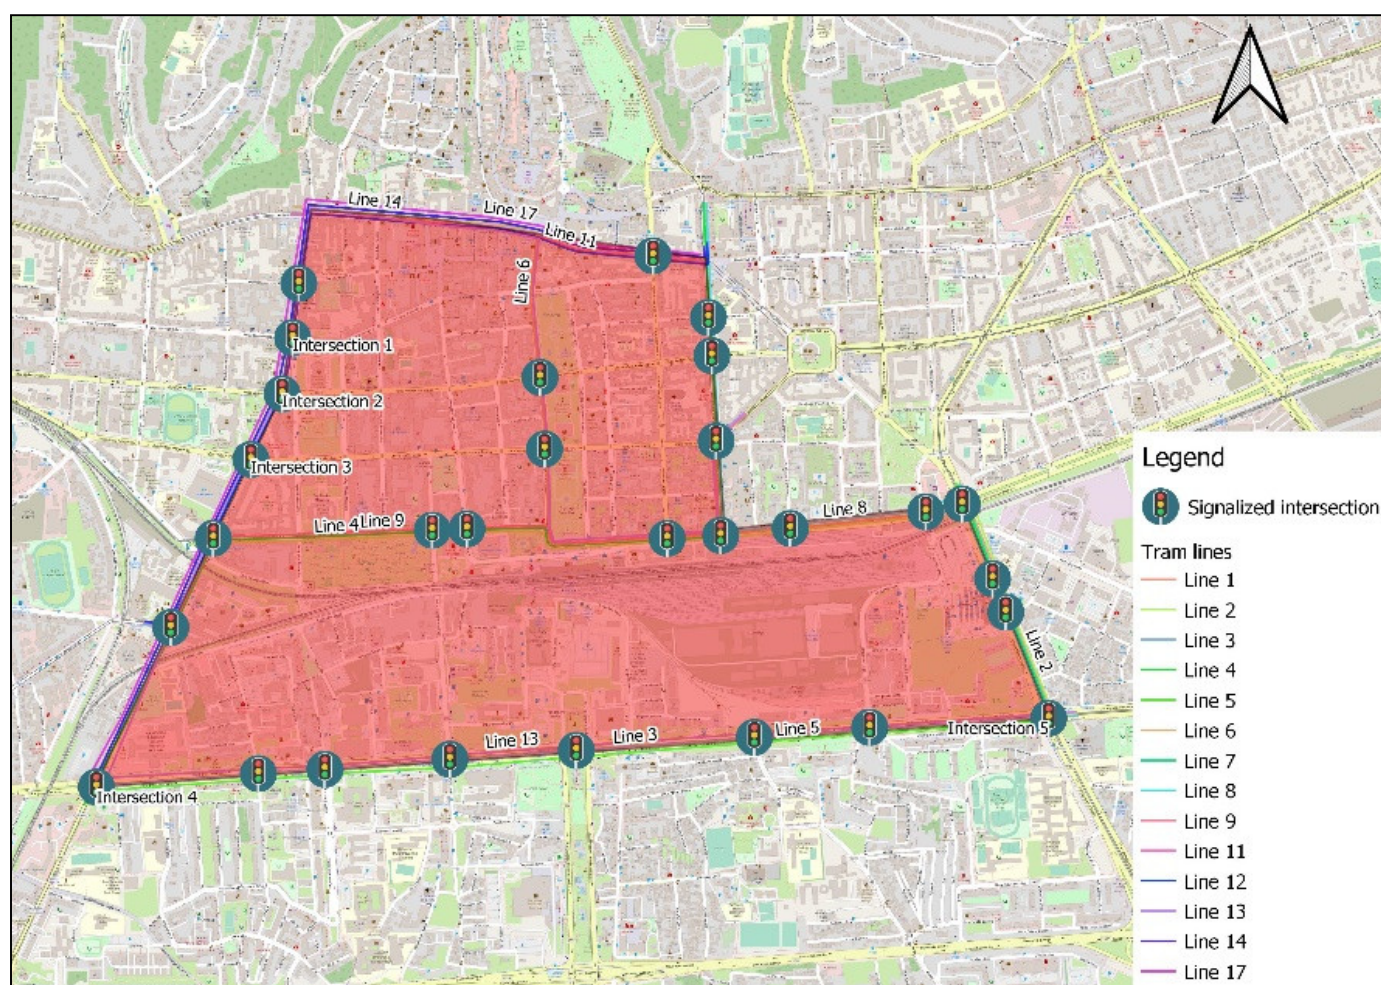 Line 14
Line 17
Line 11
Line 6
Intersection 1
Intersection 2
Intersection 3
Line 4
Line 9
Line 8
Line 2
Line 13
Line 3
Line 5
Intersection 5
Intersection 4
Legend
Signalized intersection
Tram lines
Line 1
Line 2
Line 3
Line 4
Line 5
Line 6
Line 7
Line 8
Line 9
Line 11
Line 12
Line 13
Line 14
Line 17